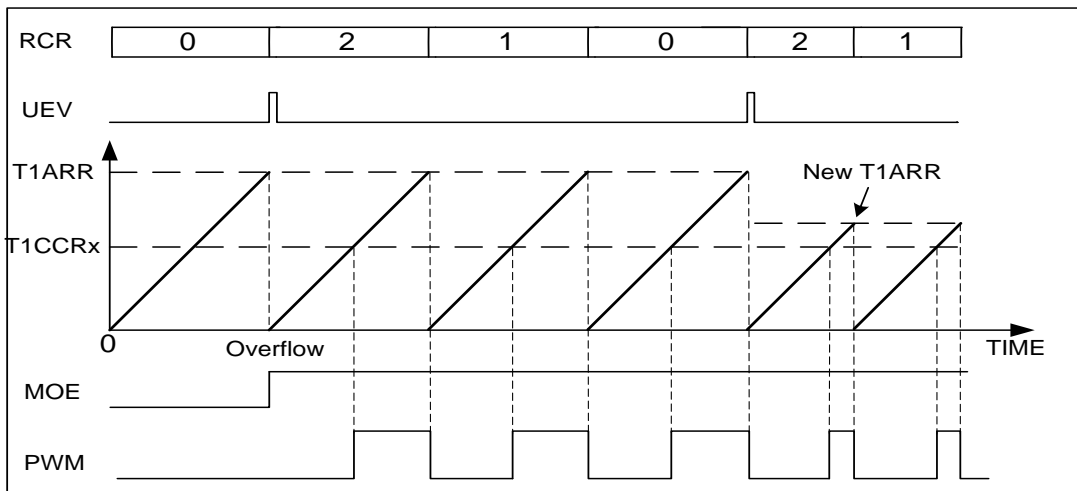 RCR 0 2 1 0 2 1
UEV
T1ARR
New T1ARR
T1CCRx
0
Overflow
TIME
MOE
PWM